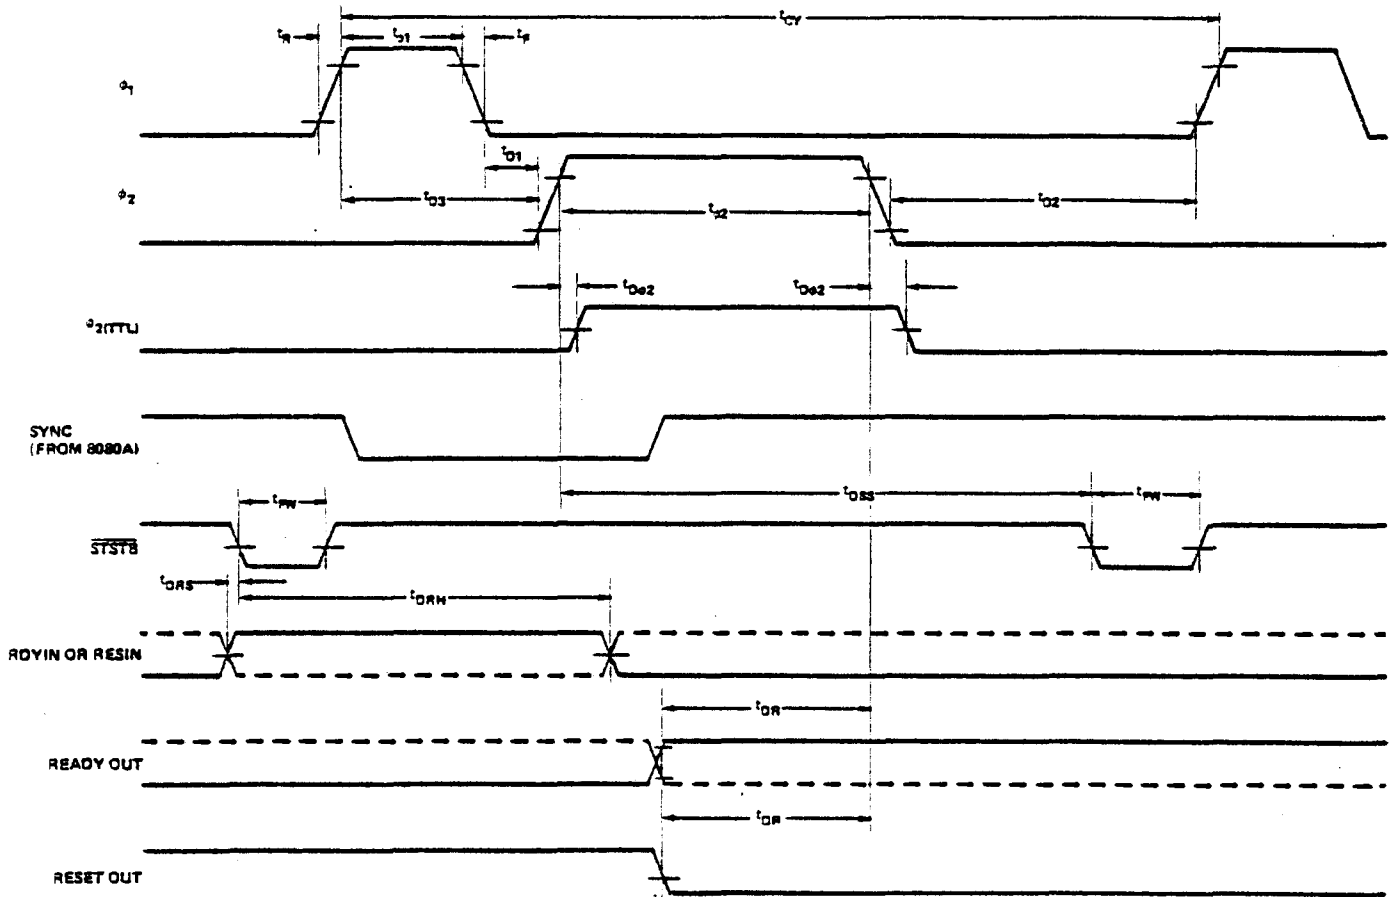 tCY
tR
tφ1
tF
φ1
tD1
φ2
tD3
tφ2
tD2
tDφ2
tDφ2
φ2(TTL)
SYNC
(FROM 8080A)
tPW
tDSS
tPW
STSTB
tDRS
tDRH
RDYIN OR RESIN
tDR
READY OUT
tDR
RESET OUT